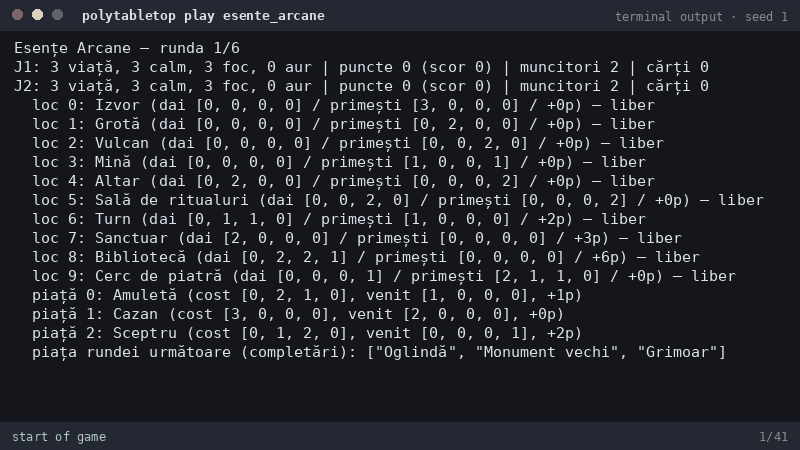 polytabletop play esente_arcane
terminal output · seed 1
Esențe Arcane — runda 1/6
J1: 3 viață, 3 calm, 3 foc, 0 aur | puncte 0 (scor 0) | muncitori 2 | cărți 0
J2: 3 viață, 3 calm, 3 foc, 0 aur | puncte 0 (scor 0) | muncitori 2 | cărți 0
loc 0: Izvor (dai [0, 0, 0, 0] / primești [3, 0, 0, 0] / +0p) — liber
loc 1: Grotă (dai [0, 0, 0, 0] / primești [0, 2, 0, 0] / +0p) — liber
loc 2: Vulcan (dai [0, 0, 0, 0] / primești [0, 0, 2, 0] / +0p) — liber
loc 3: Mină (dai [0, 0, 0, 0] / primești [1, 0, 0, 1] / +0p) — liber
loc 4: Altar (dai [0, 2, 0, 0] / primești [0, 0, 0, 2] / +0p) — liber
loc 5: Sală de ritualuri (dai [0, 0, 2, 0] / primești [0, 0, 0, 2] / +0p) — liber
loc 6: Turn (dai [0, 1, 1, 0] / primești [1, 0, 0, 0] / +2p) — liber
loc 7: Sanctuar (dai [2, 0, 0, 0] / primești [0, 0, 0, 0] / +3p) — liber
loc 8: Bibliotecă (dai [0, 2, 2, 1] / primești [0, 0, 0, 0] / +6p) — liber
loc 9: Cerc de piatră (dai [0, 0, 0, 1] / primești [2, 1, 1, 0] / +0p) — liber
piață 0: Amuletă (cost [0, 2, 1, 0], venit [1, 0, 0, 0], +1p)
piață 1: Cazan (cost [3, 0, 0, 0], venit [2, 0, 0, 0], +0p)
piață 2: Sceptru (cost [0, 1, 2, 0], venit [0, 0, 0, 1], +2p)
piața rundei următoare (completări): ["Oglindă", "Monument vechi", "Grimoar"]
start of game
1/41